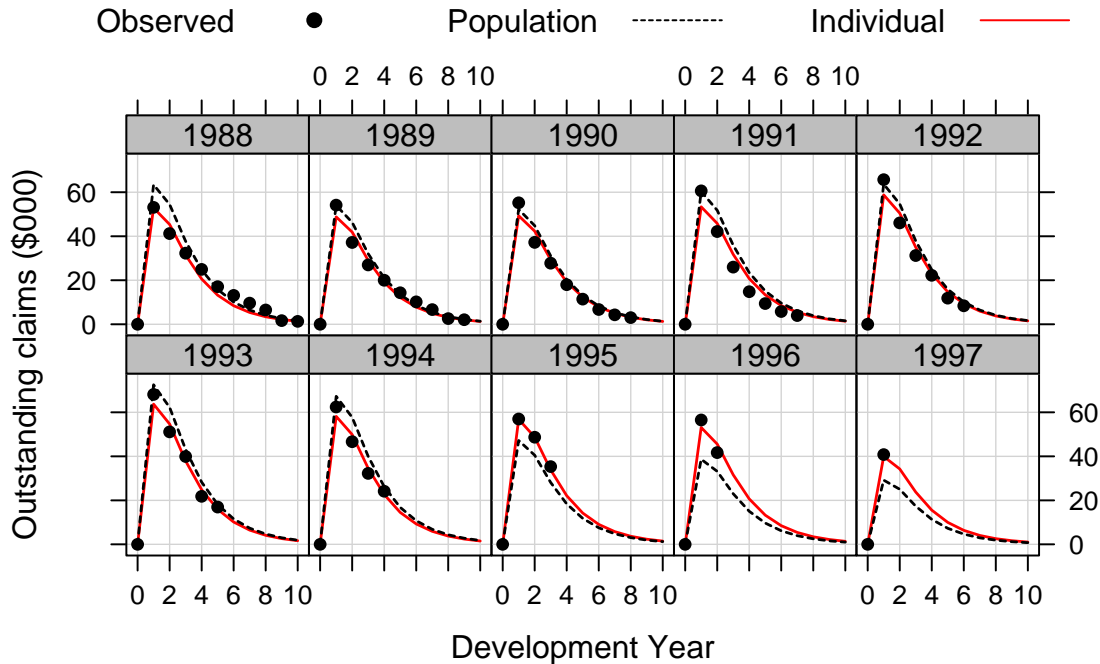 Observed Population Individual
0 2 4 6 8 10 0 2 4 6 8 10
1988 1989 1990 1991 1992
60
40
20
0
1993 1994 1995 1996 1997
60
40
20
0
0 2 4 6 8 10 0 2 4 6 8 10 0 2 4 6 8 10
Outstanding claims ($000)
Development Year